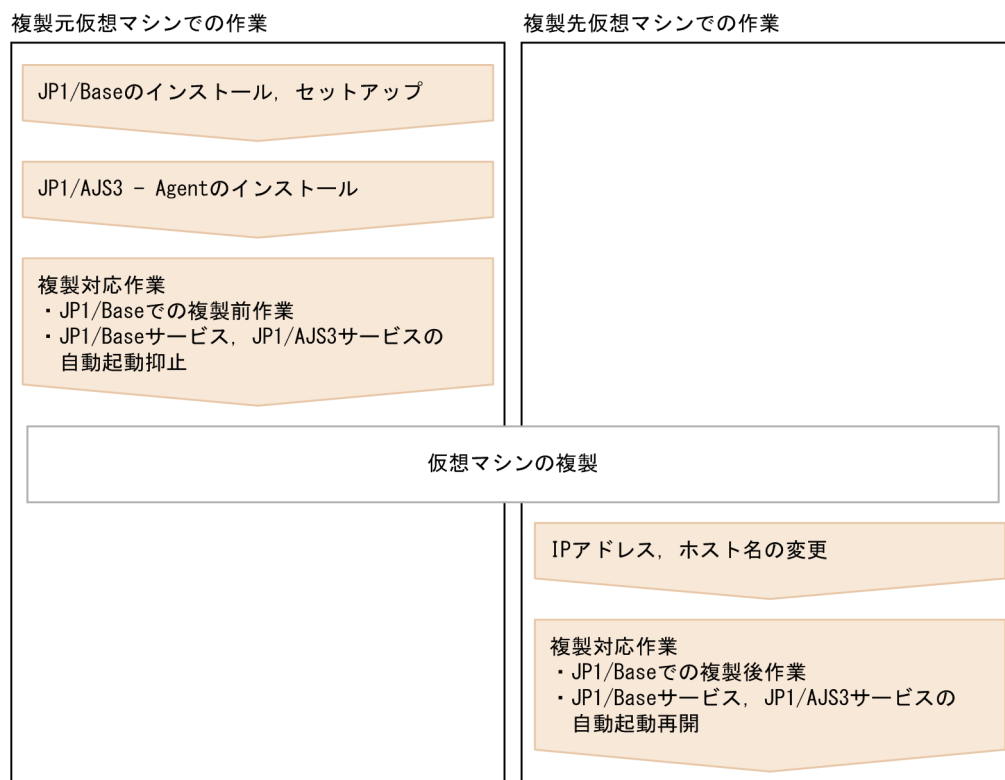 複製元仮想マシンでの作業
複製先仮想マシンでの作業
JP1/Baseのインストール，セットアップ
JP1/AJS3 - Agentのインストール
複製対応作業
・JP1/Baseでの複製前作業
・JP1/Baseサービス，JP1/AJS3サービスの
自動起動抑止
仮想マシンの複製
IPアドレス，ホスト名の変更
複製対応作業
・JP1/Baseでの複製後作業
・JP1/Baseサービス，JP1/AJS3サービスの
自動起動再開